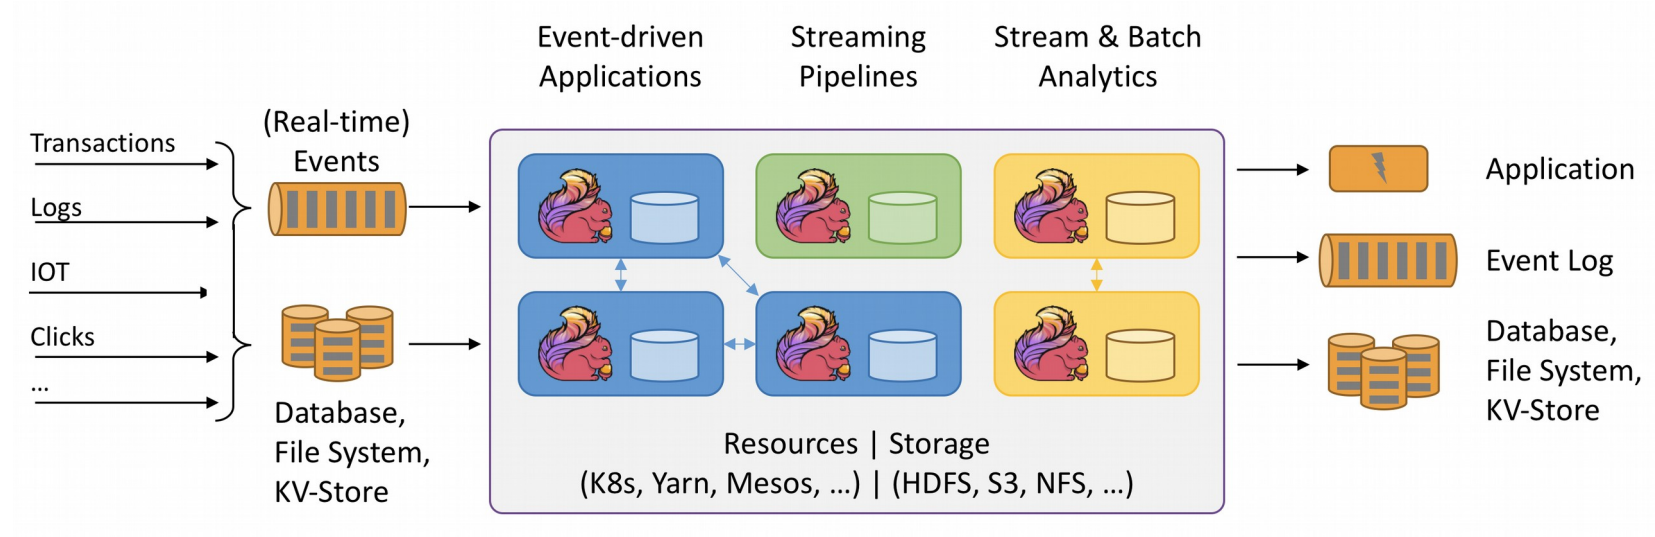 Event-driven
Applications
Streaming
Pipelines
Stream & Batch
Analytics
Transactions
Logs
IOT
Clicks
...
(Real-time)
Events
Database,
File System,
KV-Store
Resources | Storage
(K8s, Yarn, Mesos, ...) | (HDFS, S3, NFS, ...)
Application
Event Log
Database,
File System,
KV-Store